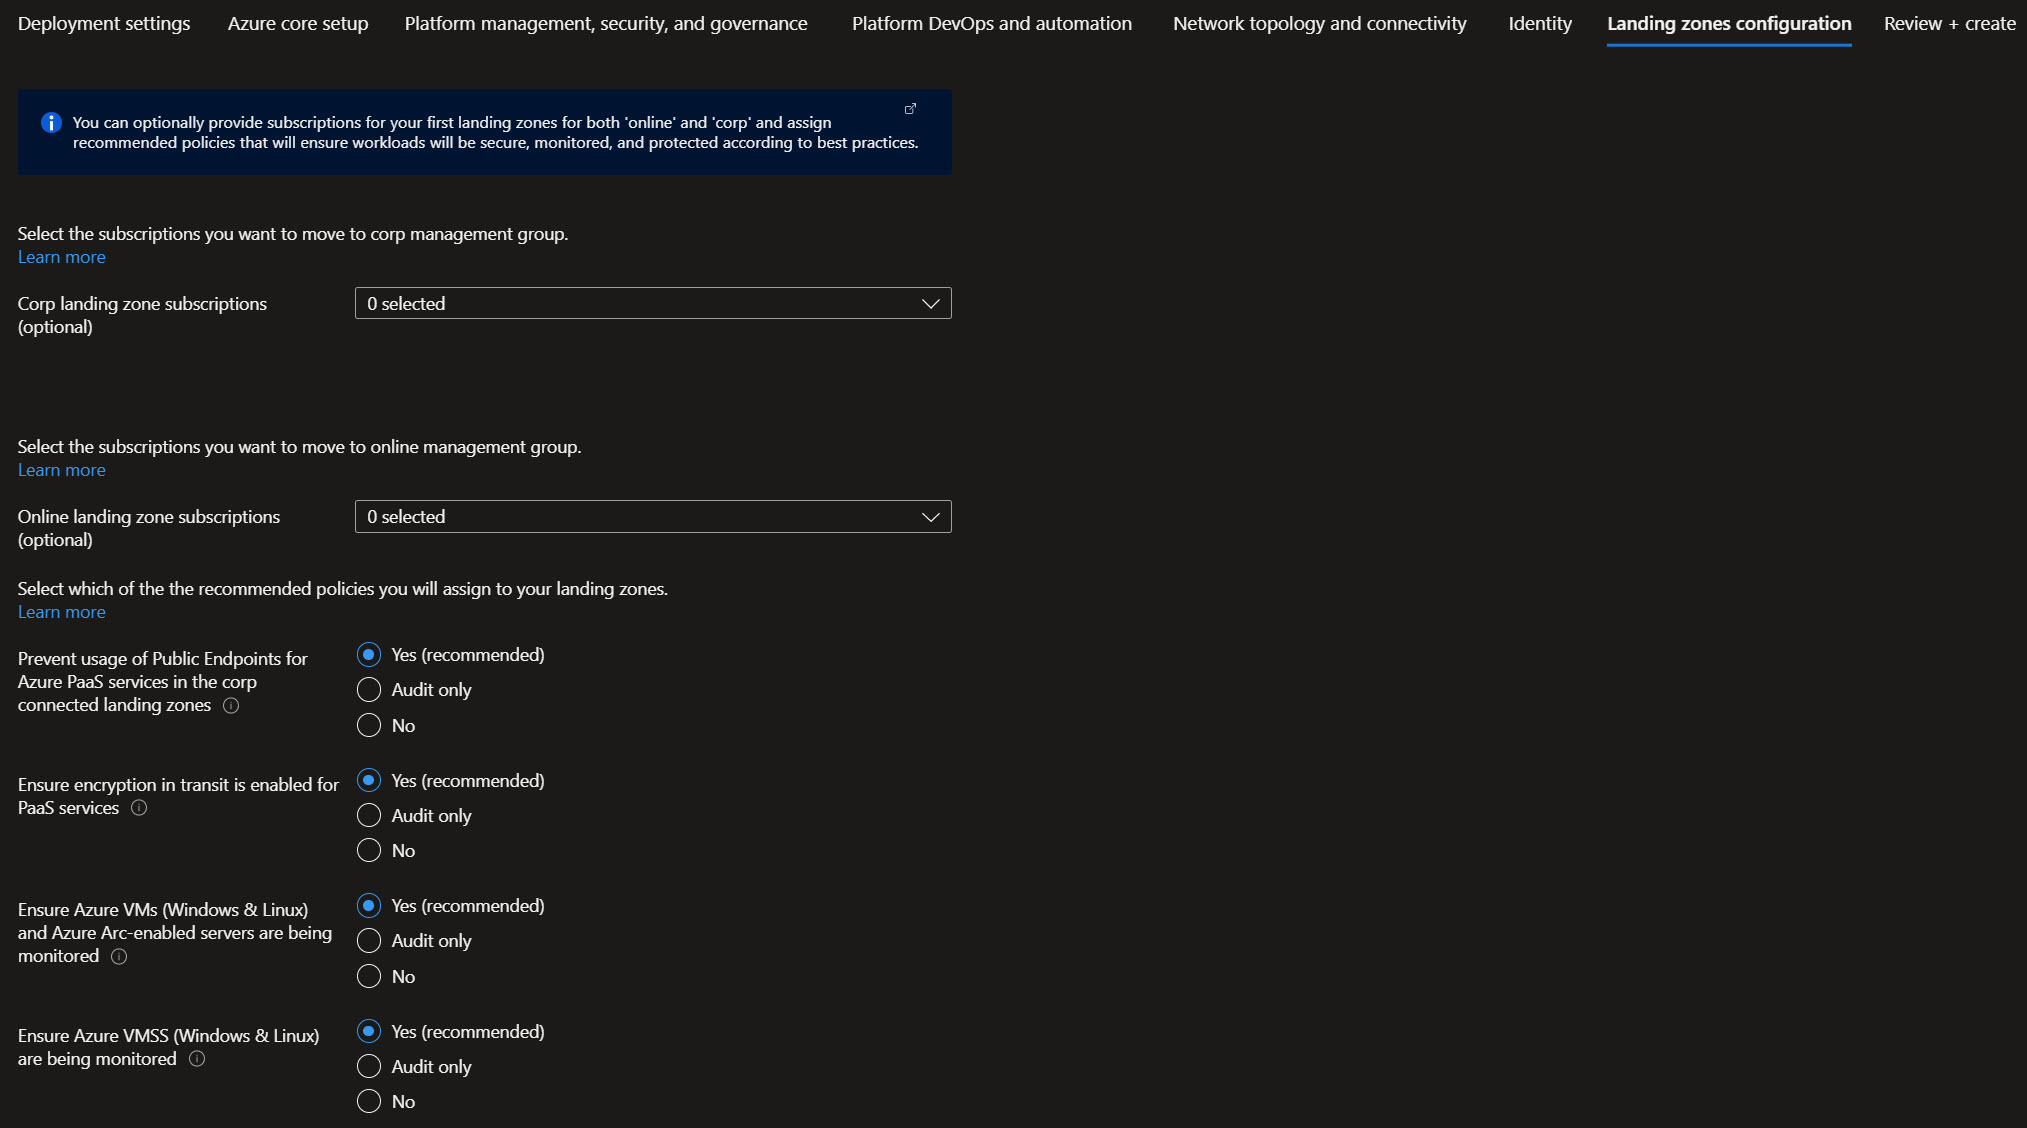 Deployment settings
Azure core setup
Platform management, security, and governance
Platform DevOps and automation
Network topology and connectivity
Identity
Landing zones configuration
Review + create
You can optionally provide subscriptions for your first landing zones for both 'online' and 'corp' and assign
recommended policies that will ensure workloads will be secure, monitored, and protected according to best practices.
Select the subscriptions you want to move to corp management group.
Learn more
Corp landing zone subscriptions
(optional)
0 selected
Select the subscriptions you want to move to online management group.
Learn more
Online landing zone subscriptions
(optional)
0 selected
Select which of the the recommended policies you will assign to your landing zones.
Learn more
Prevent usage of Public Endpoints for
Azure PaaS services in the corp
connected landing zones
Yes (recommended)
Audit only
No
Ensure encryption in transit is enabled for
PaaS services
Yes (recommended)
Audit only
No
Ensure Azure VMs (Windows & Linux)
and Azure Arc-enabled servers are being
monitored
Yes (recommended)
Audit only
No
Ensure Azure VMSS (Windows & Linux)
are being monitored
Yes (recommended)
Audit only
No